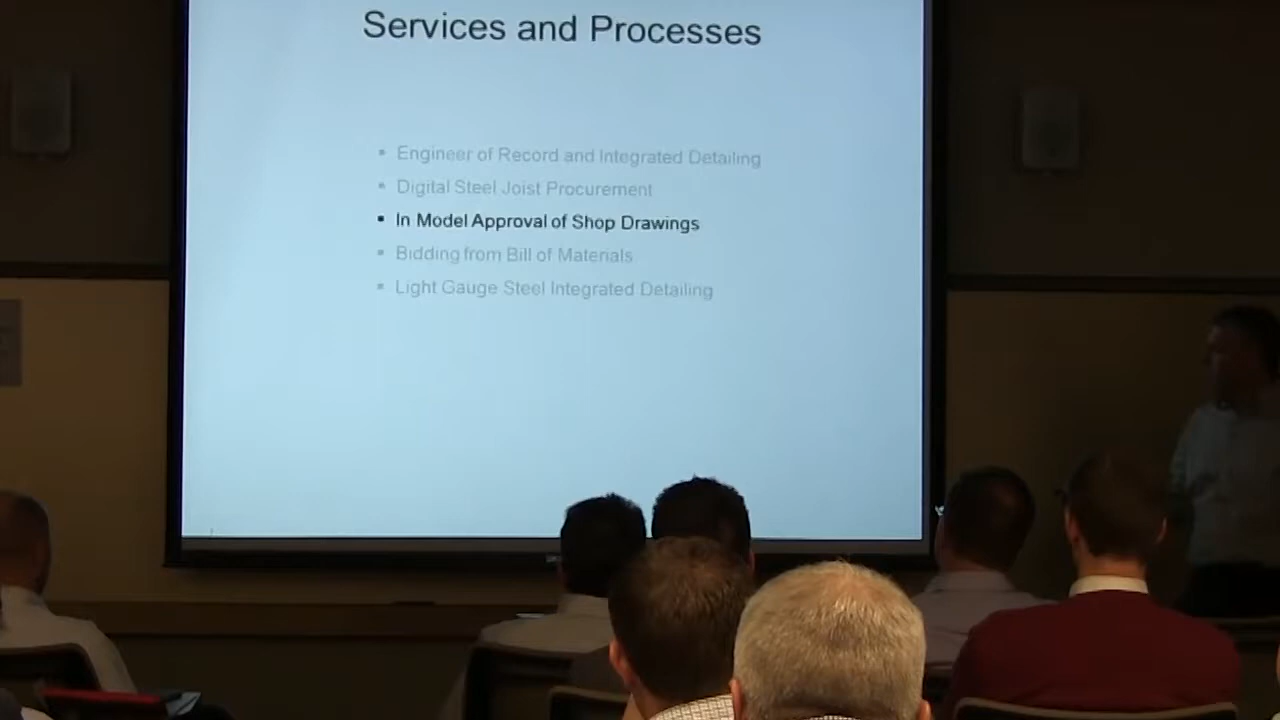 Services and Processes
• Engineer of Record and Integrated Detailing
• Digital Steel Joist Procurement
• In Model Approval of Shop Drawings
• Bidding from Bill of Materials
• Light Gauge Steel Integrated Detailing